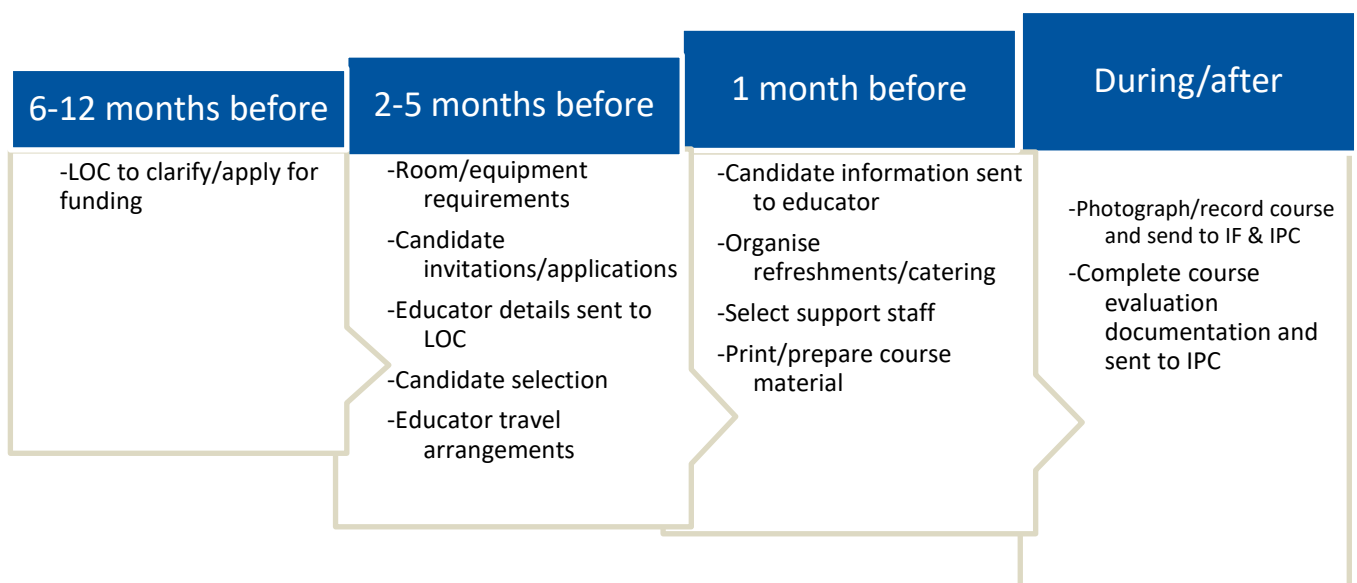 6-12 months before
-LOC to clarify/apply for
funding
2-5 months before
-Room/equipment
requirements
-Candidate
invitations/applications
-Educator details sent to
LOC
-Candidate selection
-Educator travel
arrangements
1 month before
-Candidate information sent
to educator
-Organise
refreshments/catering
-Select support staff
-Print/prepare course
material
During/after
-Photograph/record course
and send to IF & IPC
-Complete course
evaluation
documentation and
sent to IPC